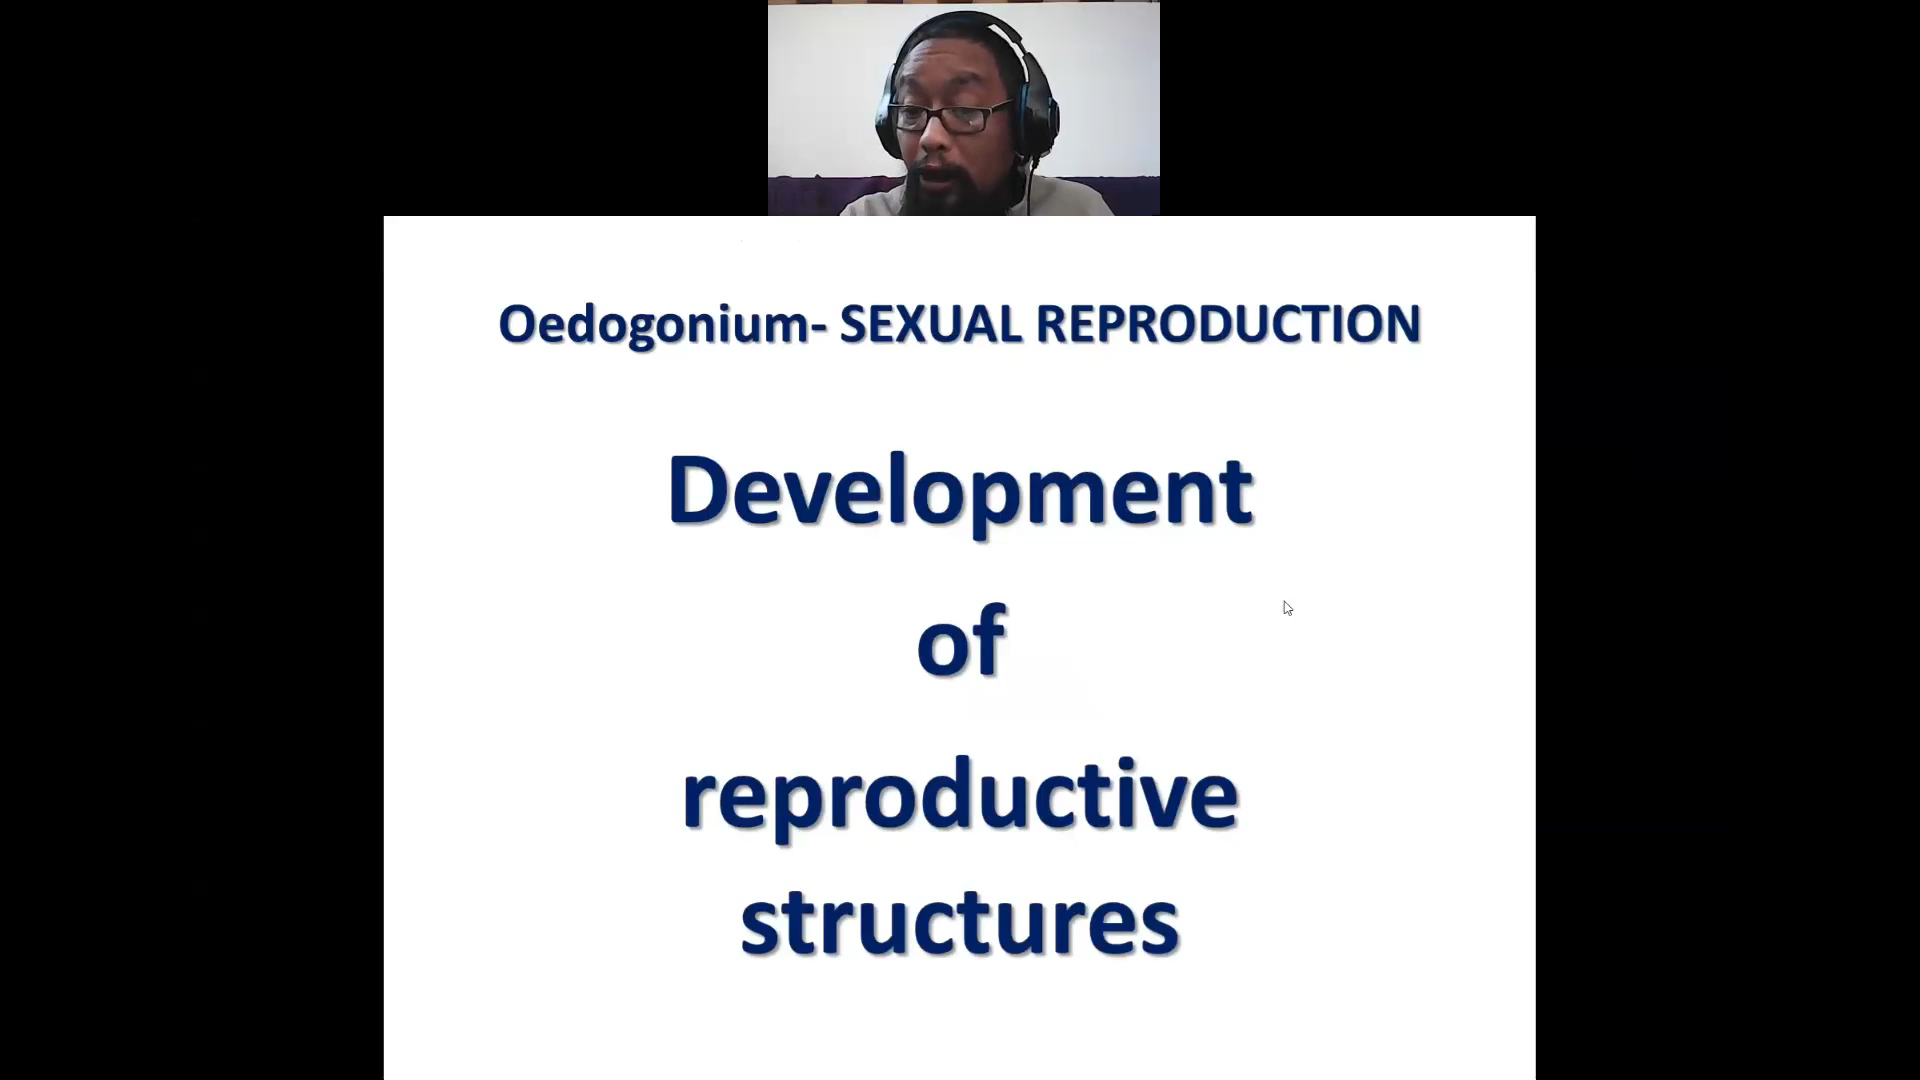 Oedogonium- SEXUAL REPRODUCTION
Development
of
reproductive
structures